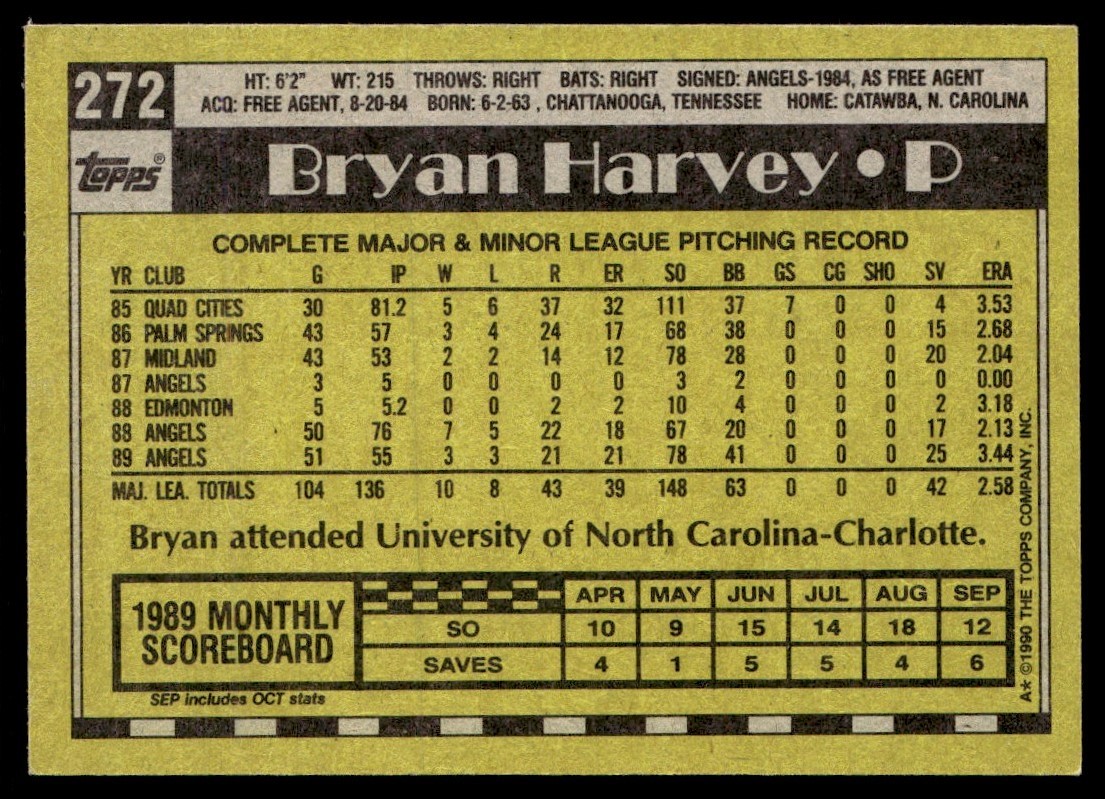 272
HT: 6'2" WT: 215 THROWS: RIGHT BATS: RIGHT SIGNED: ANGELS-1984, AS FREE AGENT
ACQ: FREE AGENT, 8-20-84 BORN: 6-2-63 , CHATTANOOGA, TENNESSEE HOME: CATAWBA, N. CAROLINA
TOPPS®
Bryan Harvey • P
COMPLETE MAJOR & MINOR LEAGUE PITCHING RECORD
YR CLUB G IP W L R ER SO BB GS CG SHO SV ERA
85 QUAD CITIES 30 81.2 5 6 37 32 111 37 7 0 0 4 3.53
86 PALM SPRINGS 43 57 3 4 24 17 68 38 0 0 0 15 2.68
87 MIDLAND 43 53 2 2 14 12 78 28 0 0 0 20 2.04
87 ANGELS 3 5 0 0 0 0 3 2 0 0 0 0 0.00
88 EDMONTON 5 5.2 0 0 2 2 10 4 0 0 0 2 3.18
88 ANGELS 50 76 7 5 22 18 67 20 0 0 0 17 2.13
89 ANGELS 51 55 3 3 21 21 78 41 0 0 0 25 3.44
MAJ. LEA. TOTALS 104 136 10 8 43 39 148 63 0 0 0 42 2.58
Bryan attended University of North Carolina-Charlotte.
1989 MONTHLY
SCOREBOARD
APR MAY JUN JUL AUG SEP
SO 10 9 15 14 18 12
SAVES 4 1 5 5 4 6
SEP includes OCT stats
A* ©1990 THE TOPPS COMPANY, INC.